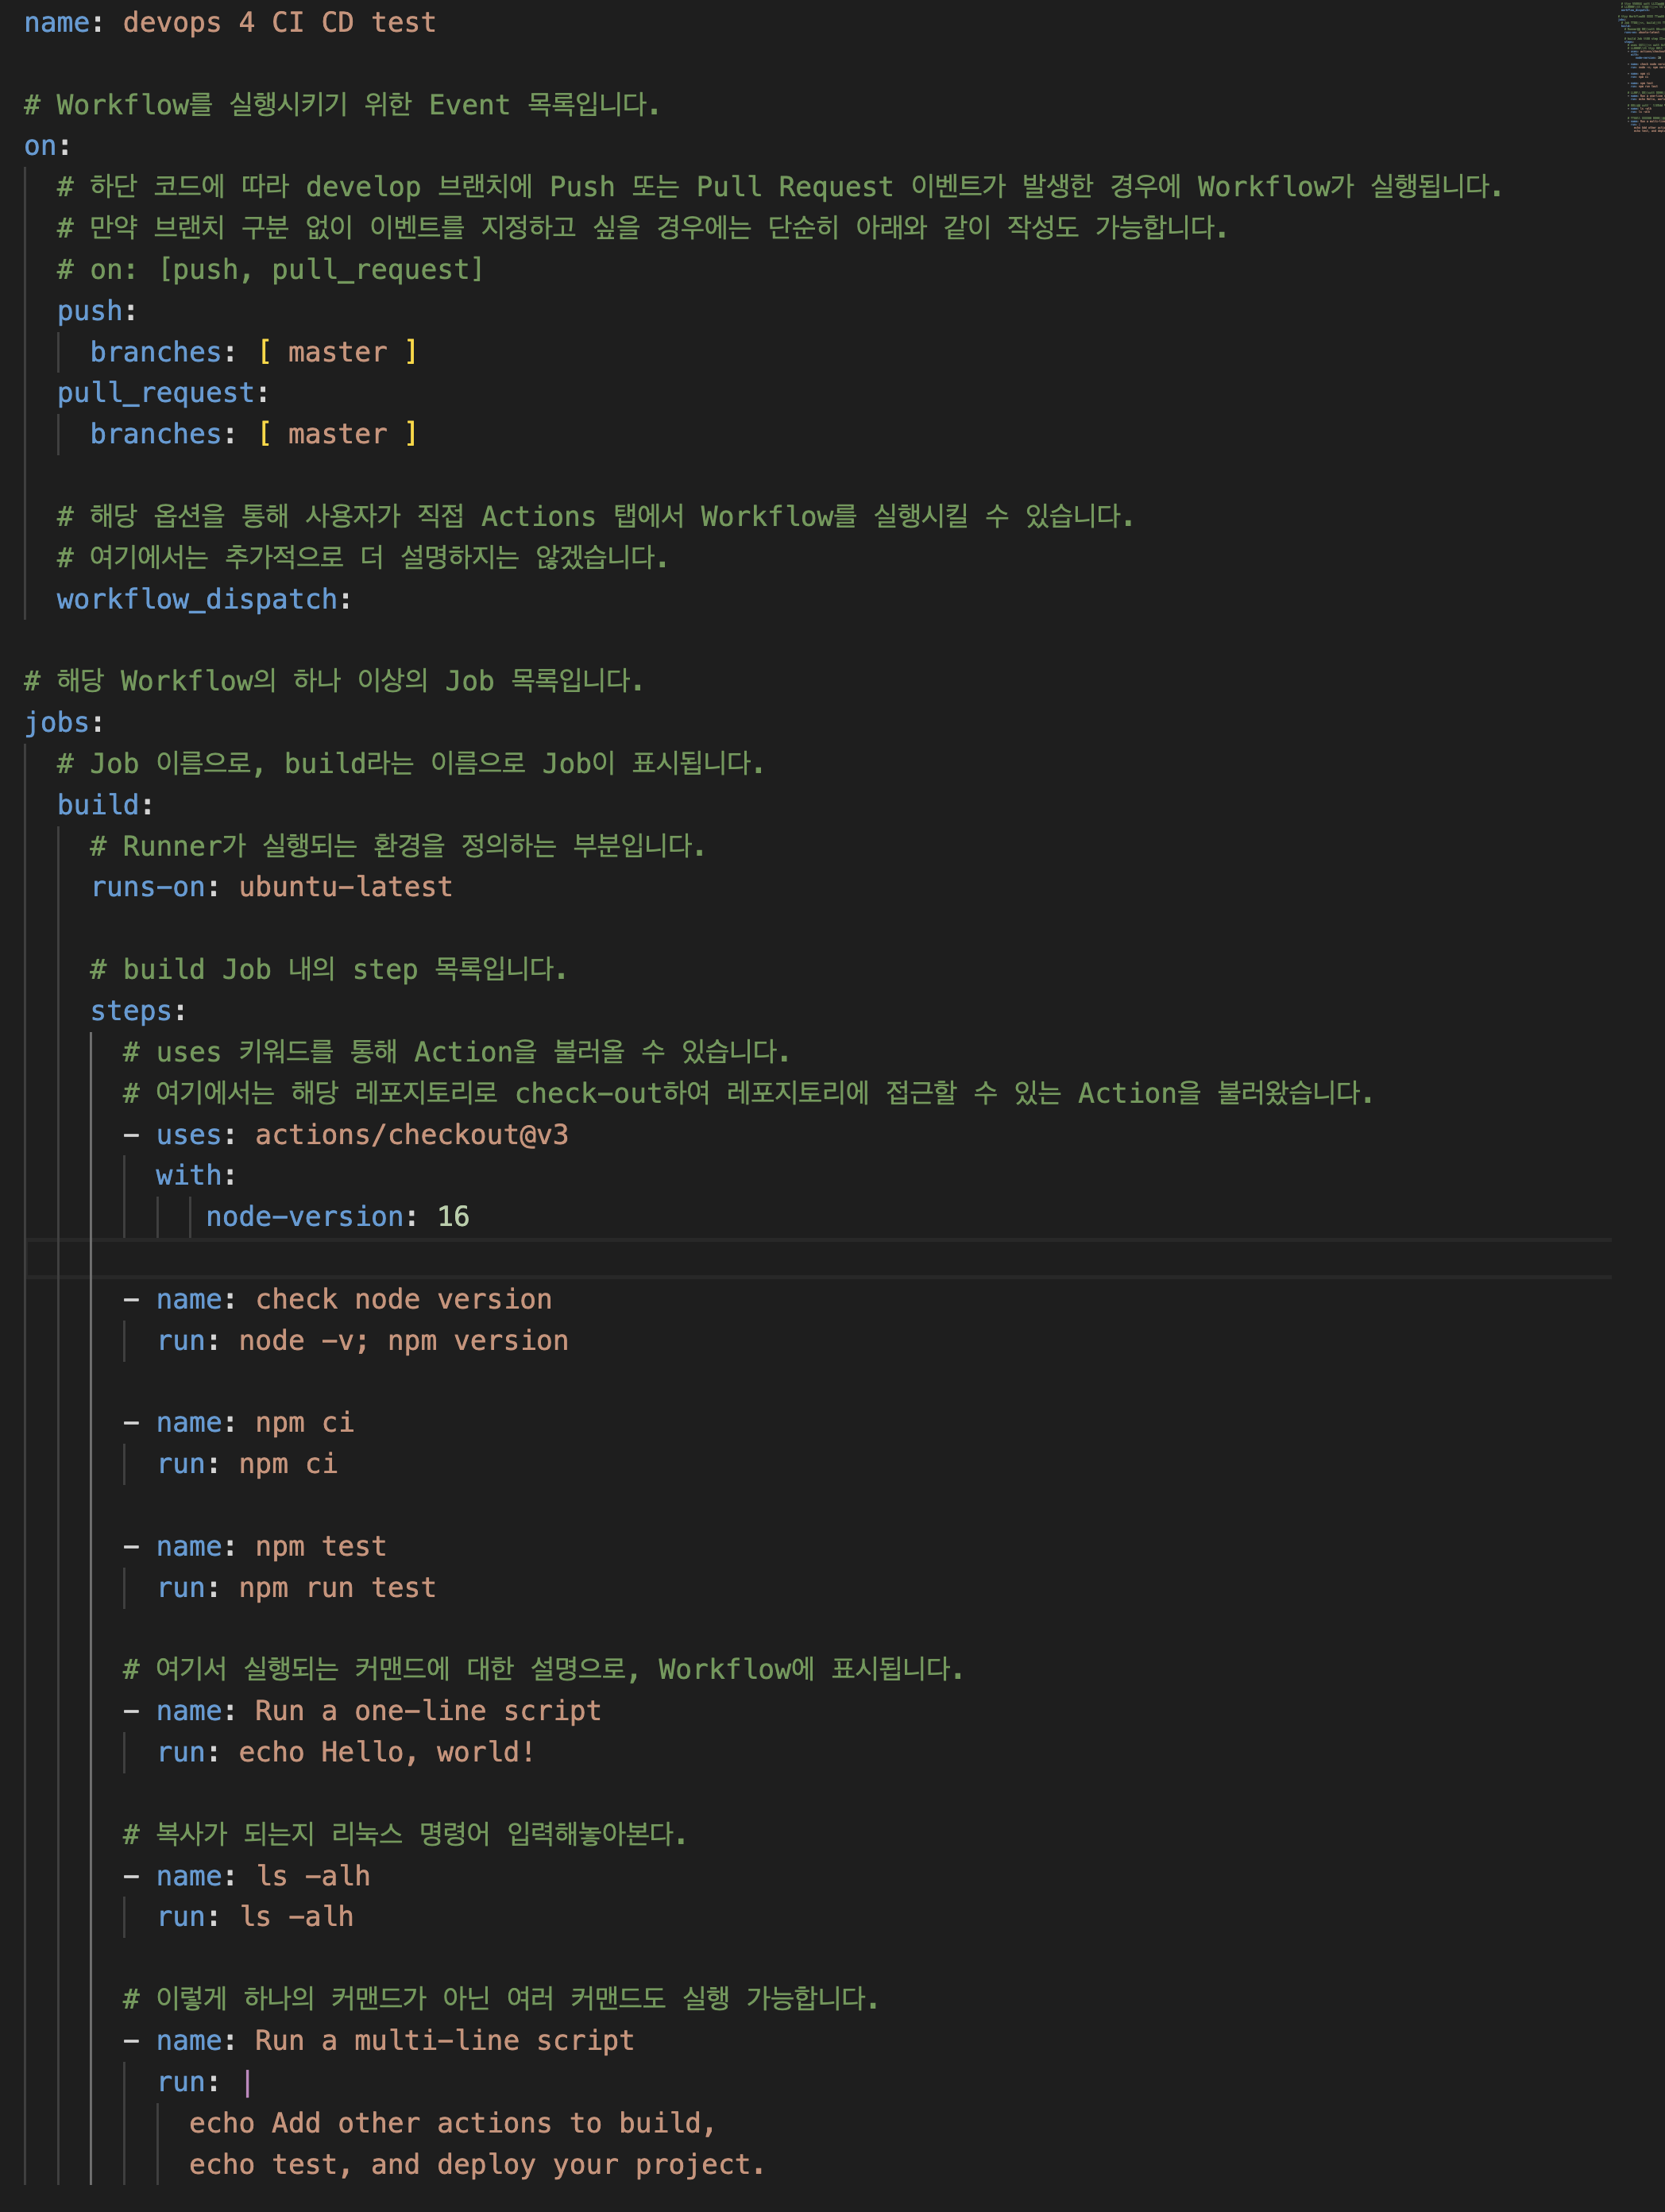 name: devops 4 CI CD test
# Workflow를 실행시키기 위한 Event 목록입니다.
on:
# 하단 코드에 따라 develop 브랜치에 Push 또는 Pull Request 이벤트가 발생한 경우에 Workflow가 실행됩니다.
# 만약 브랜치 구분 없이 이벤트를 지정하고 싶을 경우에는 단순히 아래와 같이 작성도 가능합니다.
# on: [push, pull_request]
push:
branches: [ master ]
pull_request:
branches: [ master ]
# 해당 옵션을 통해 사용자가 직접 Actions 탭에서 Workflow를 실행시킬 수 있습니다.
# 여기에서는 추가적으로 더 설명하지는 않겠습니다.
workflow_dispatch:
# 해당 Workflow의 하나 이상의 Job 목록입니다.
jobs:
# Job 이름으로, build라는 이름으로 Job이 표시됩니다.
build:
# Runner가 실행되는 환경을 정의하는 부분입니다.
runs-on: ubuntu-latest
# build Job 내의 step 목록입니다.
steps:
# uses 키워드를 통해 Action을 불러올 수 있습니다.
# 여기에서는 해당 레포지토리로 check-out하여 레포지토리에 접근할 수 있는 Action을 불러왔습니다.
- uses: actions/checkout@v3
with:
node-version: 16
- name: check node version
run: node -v; npm version
- name: npm ci
run: npm ci
- name: npm test
run: npm run test
# 여기서 실행되는 커맨드에 대한 설명으로, Workflow에 표시됩니다.
- name: Run a one-line script
run: echo Hello, world!
# 복사가 되는지 리눅스 명령어 입력해놓아본다.
- name: ls -alh
run: ls -alh
# 이렇게 하나의 커맨드가 아닌 여러 커맨드도 실행 가능합니다.
- name: Run a multi-line script
run: |
echo Add other actions to build,
echo test, and deploy your project.